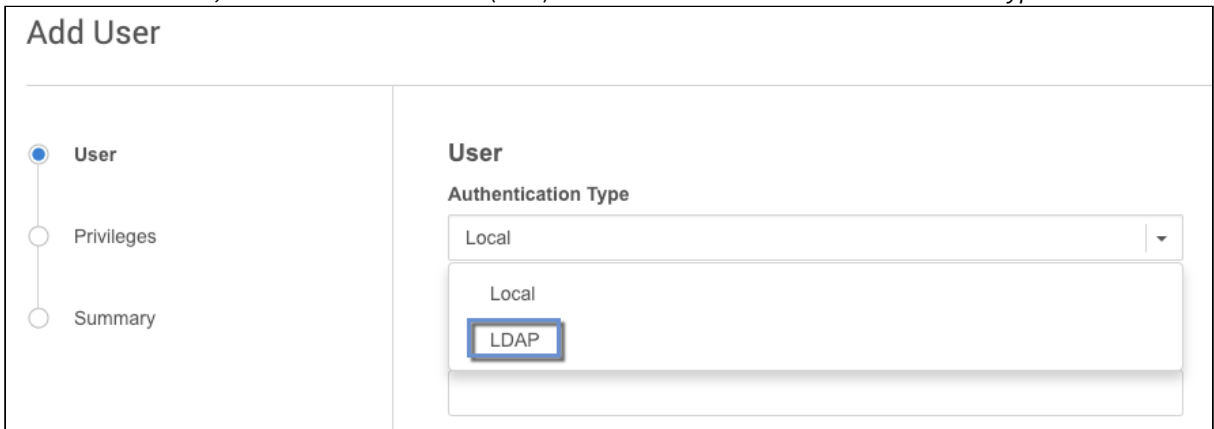 Add User
User
Privileges
Summary
User
Authentication Type
Local
Local
LDAP